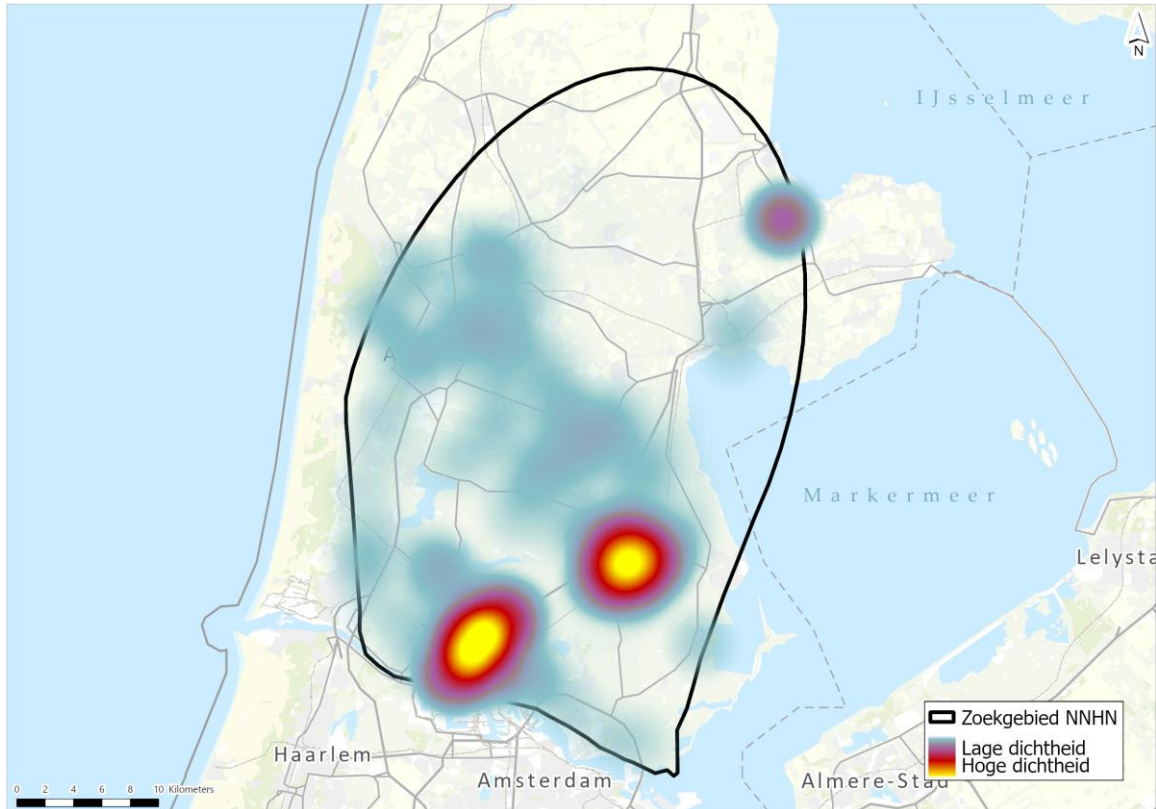 N
IJsselmeer
A
Markermeer
Lelysta
Zoekgebied NNHN
Lage dichtheid
Hoge dichtheid
Haarlem
Amsterdam
Almere-Stad
0 2 4 6 8 10 Kilometers